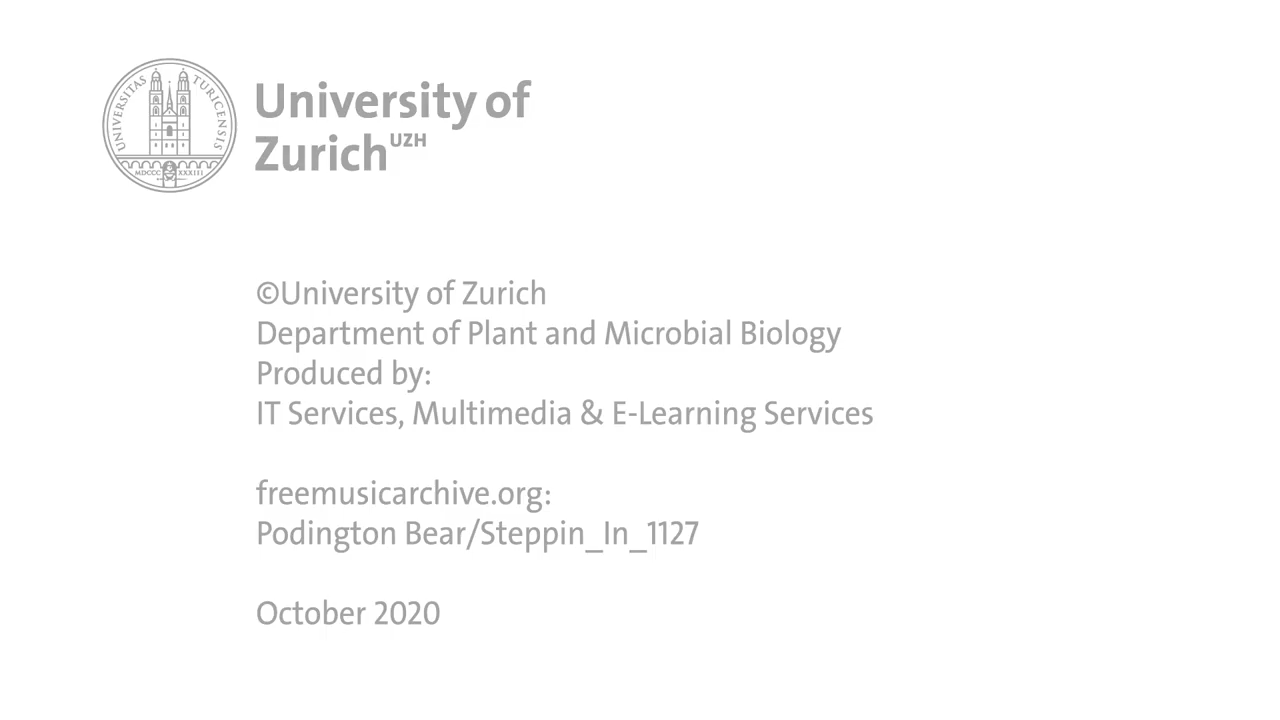 UNIVERSITAS TURICENSIS
MDCCC XXXIII
University of
Zurich UZH
©University of Zurich
Department of Plant and Microbial Biology
Produced by:
IT Services, Multimedia & E-Learning Services
freemusicarchive.org:
Podington Bear/Steppin_In_1127
October 2020